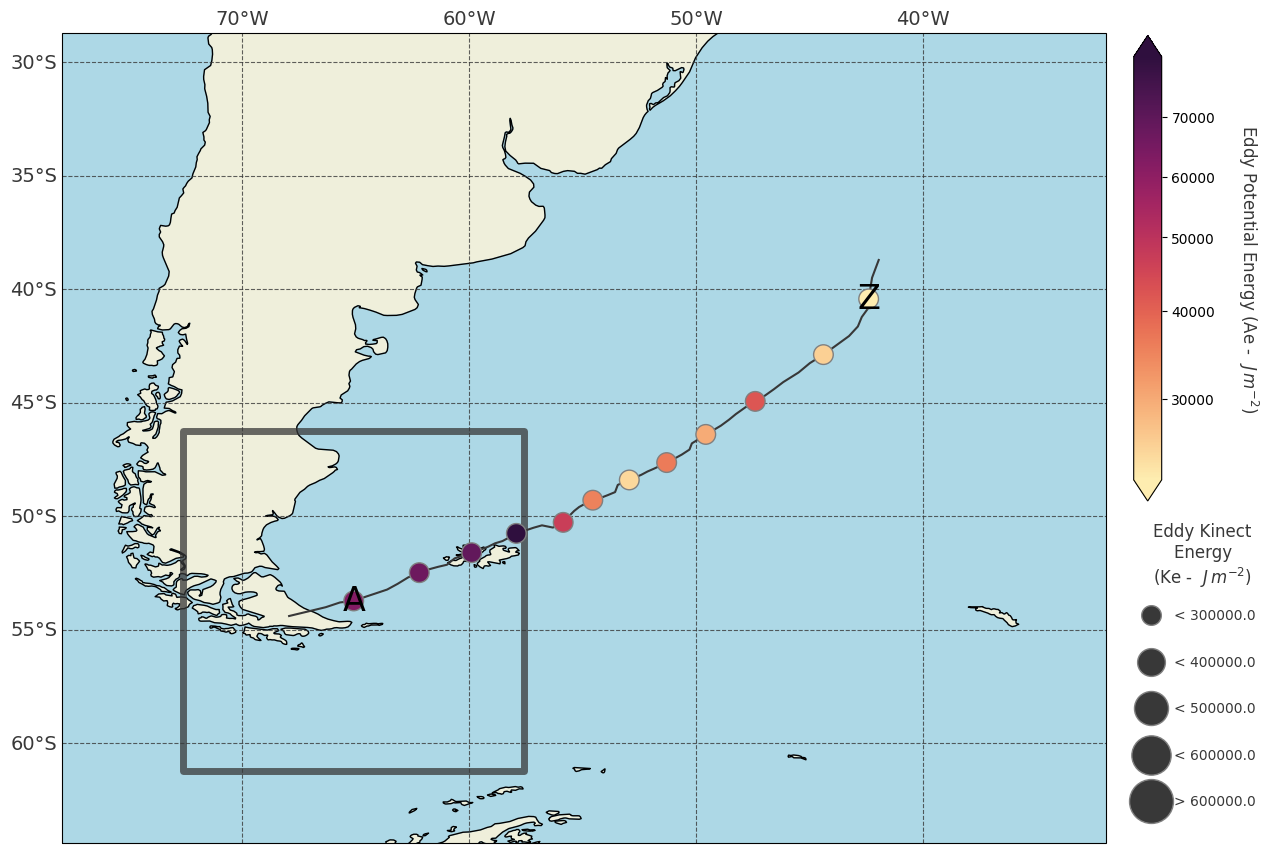 70°W 60°W 50°W 40°W
30°S
35°S
40°S
45°S
50°S
55°S
60°S
A
Z
70000
60000
50000
40000
30000
Eddy Potential Energy (Ae - J m⁻²)
Eddy Kinect
Energy
(Ke - J m⁻²)
< 300000.0
< 400000.0
< 500000.0
< 600000.0
> 600000.0